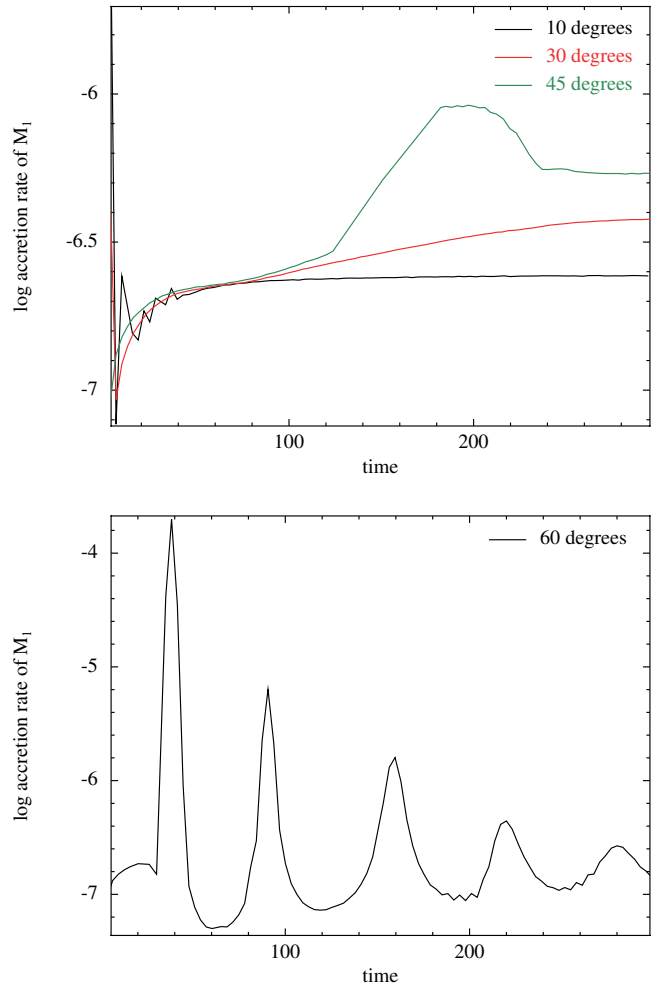 10 degrees
30 degrees
45 degrees
-6
-6.5
-7
log accretion rate of M1
100
200
time
60 degrees
-4
-5
-6
-7
log accretion rate of M1
100
200
time